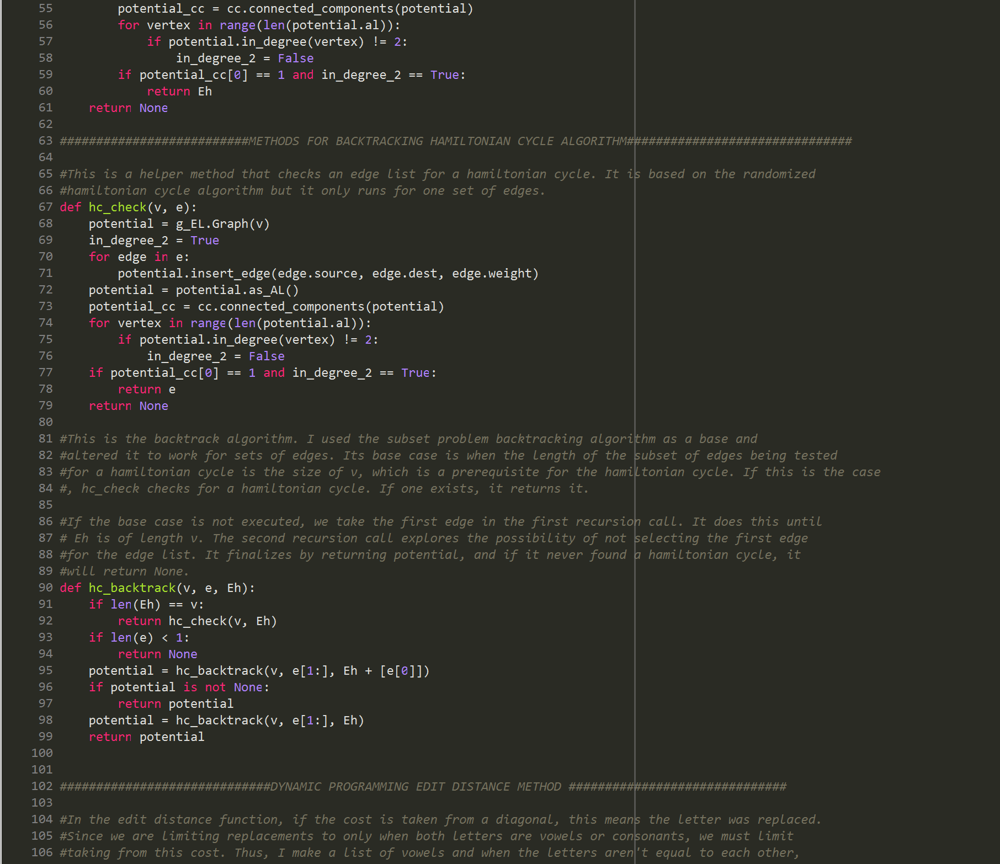 55 potential_cc = cc.connected_components(potential)
56 for vertex in range(len(potential.al)):
57 if potential.in_degree(vertex) != 2:
58 in_degree_2 = False
59 if potential_cc[0] == 1 and in_degree_2 == True:
60 return Eh
61 return None
62
63 ##########################METHODS FOR BACKTRACKING HAMILTONIAN CYCLE ALGORITHM###############################
64
65 #This is a helper method that checks an edge list for a hamiltonian cycle. It is based on the randomized
66 #hamiltonian cycle algorithm but it only runs for one set of edges.
67 def hc_check(v, e):
68 potential = g_EL.Graph(v)
69 in_degree_2 = True
70 for edge in e:
71 potential.insert_edge(edge.source, edge.dest, edge.weight)
72 potential = potential.as_AL()
73 potential_cc = cc.connected_components(potential)
74 for vertex in range(len(potential.al)):
75 if potential.in_degree(vertex) != 2:
76 in_degree_2 = False
77 if potential_cc[0] == 1 and in_degree_2 == True:
78 return e
79 return None
80
81 #This is the backtrack algorithm. I used the subset problem backtracking algorithm as a base and
82 #altered it to work for sets of edges. Its base case is when the length of the subset of edges being tested
83 #for a hamiltonian cycle is the size of v, which is a prerequisite for the hamiltonian cycle. If this is the case
84 #, hc_check checks for a hamiltonian cycle. If one exists, it returns it.
85
86 #If the base case is not executed, we take the first edge in the first recursion call. It does this until
87 # Eh is of length v. The second recursion call explores the possibility of not selecting the first edge
88 #for the edge list. It finalizes by returning potential, and if it never found a hamiltonian cycle, it
89 #will return None.
90 def hc_backtrack(v, e, Eh):
91 if len(Eh) == v:
92 return hc_check(v, Eh)
93 if len(e) < 1:
94 return None
95 potential = hc_backtrack(v, e[1:], Eh + [e[0]])
96 if potential is not None:
97 return potential
98 potential = hc_backtrack(v, e[1:], Eh)
99 return potential
100
101
102 #############################DYNAMIC PROGRAMMING EDIT DISTANCE METHOD ##############################
103
104 #In the edit distance function, if the cost is taken from a diagonal, this means the letter was replaced.
105 #Since we are limiting replacements to only when both letters are vowels or consonants, we must limit
106 #taking from this cost. Thus, I make a list of vowels and when the letters aren't equal to each other,